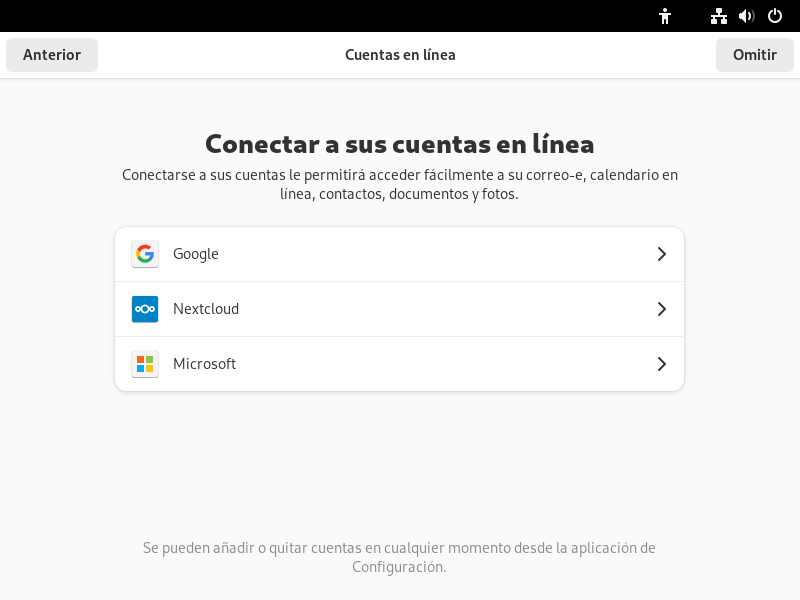 Anterior
Cuentas en línea
Omitir
Conectar a sus cuentas en línea
Conectarse a sus cuentas le permitirá acceder fácilmente a su correo-e, calendario en
línea, contactos, documentos y fotos.
Google
Nextcloud
Microsoft
Se pueden añadir o quitar cuentas en cualquier momento desde la aplicación de
Configuración.